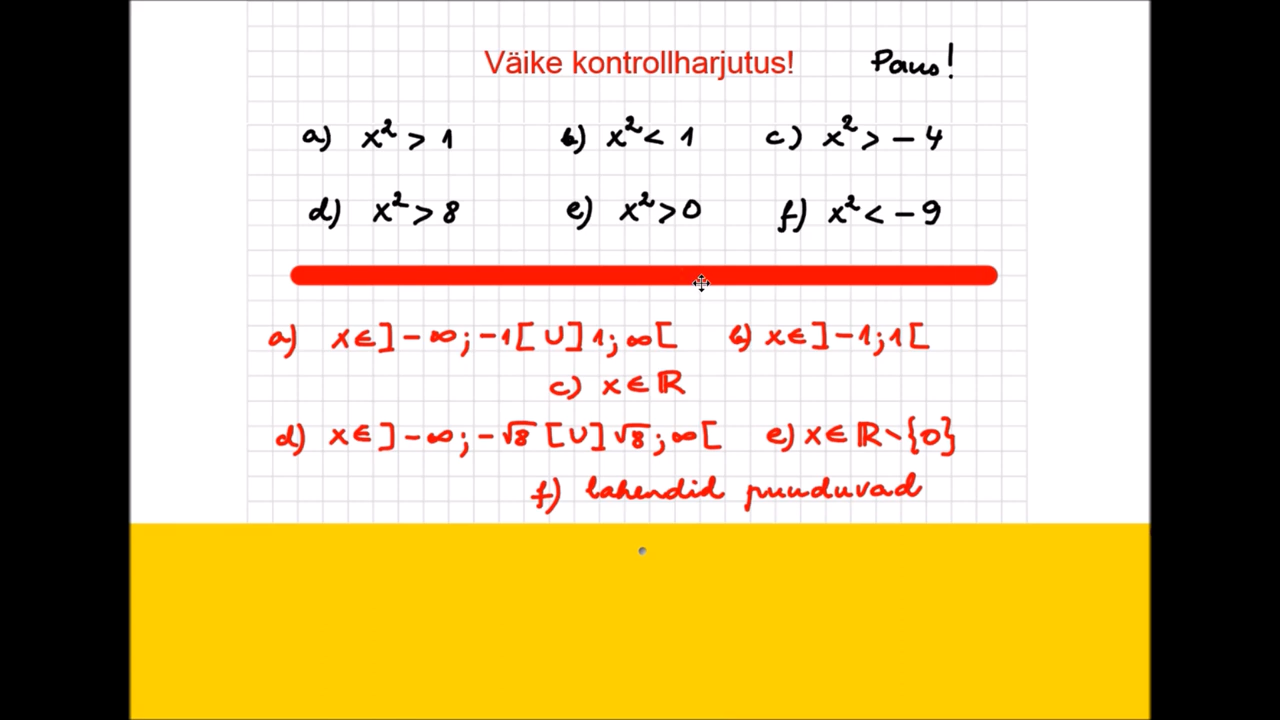 Väike kontrollharjutus! Paus!
a) x² > 1 b) x² < 1 c) x² > −4
d) x² > 8 e) x² > 0 f) x² < −9
a) x ∈ ]−∞; −1[ ∪ ]1; ∞[ b) x ∈ ]−1; 1[
c) x ∈ ℝ
d) x ∈ ]−∞; −√8 [ ∪ ] √8; ∞[ e) x ∈ ℝ∖{0}
f) lahendid puuduvad